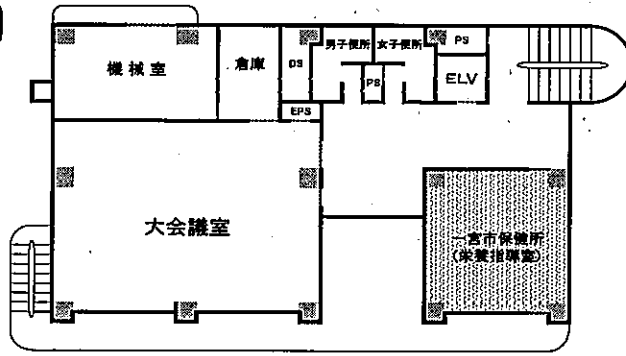 機械室
倉庫
DS
男子便所
女子便所
PS
PS
ELV
EPS
大会議室
一宮市保健所
(栄養指導室)